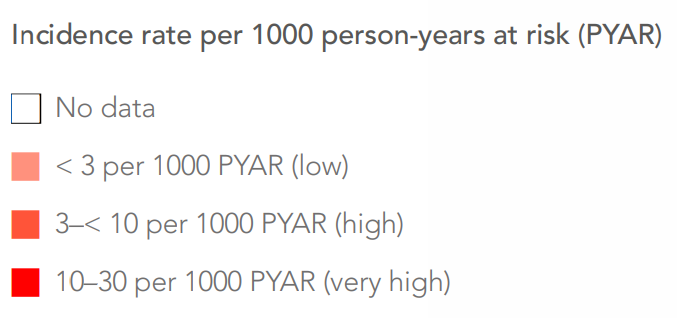 Incidence rate per 1000 person-years at risk (PYAR)
No data
< 3 per 1000 PYAR (low)
3–< 10 per 1000 PYAR (high)
10–30 per 1000 PYAR (very high)